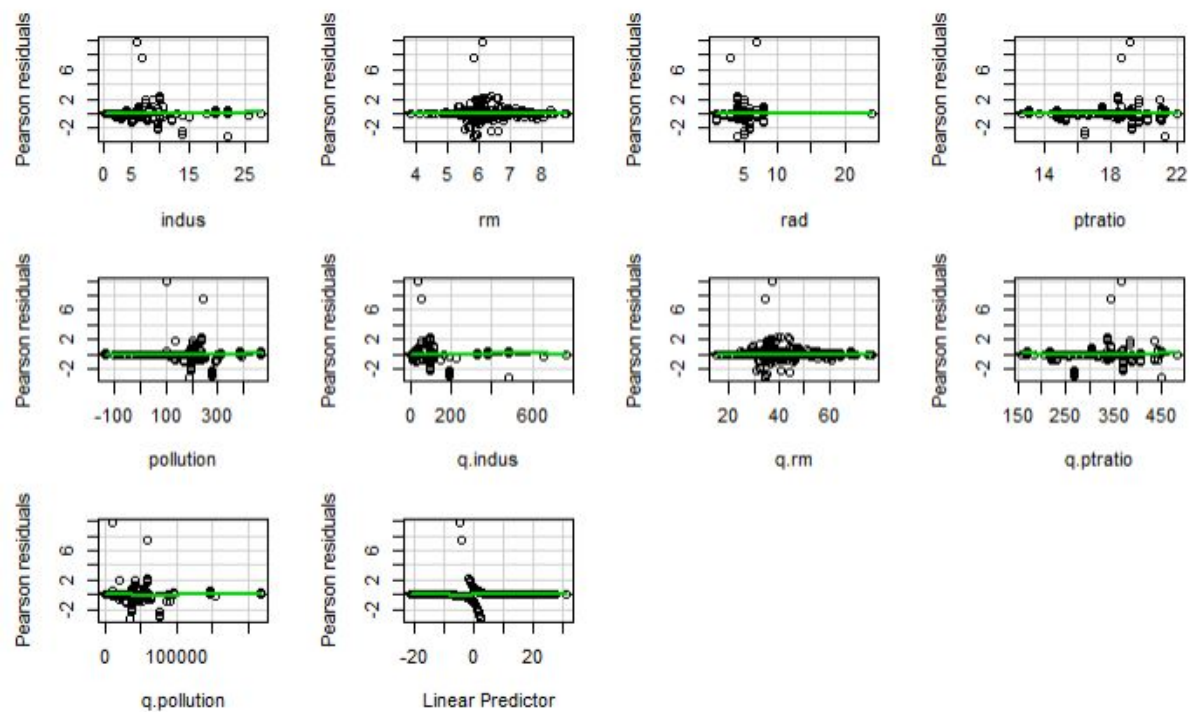 Pearson residuals
6
2
-2
0 5 15 25
indus
Pearson residuals
6
2
-2
4 5 6 7 8
rm
Pearson residuals
6
2
-2
5 10 20
rad
Pearson residuals
6
2
-2
14 18 22
ptratio
Pearson residuals
6
2
-2
-100 100 300
pollution
Pearson residuals
6
2
-2
0 200 600
q.indus
Pearson residuals
6
2
-2
20 40 60
q.rm
Pearson residuals
6
2
-2
150 250 350 450
q.ptratio
Pearson residuals
6
2
-2
0 100000
q.pollution
Pearson residuals
6
2
-2
-20 0 20
Linear Predictor